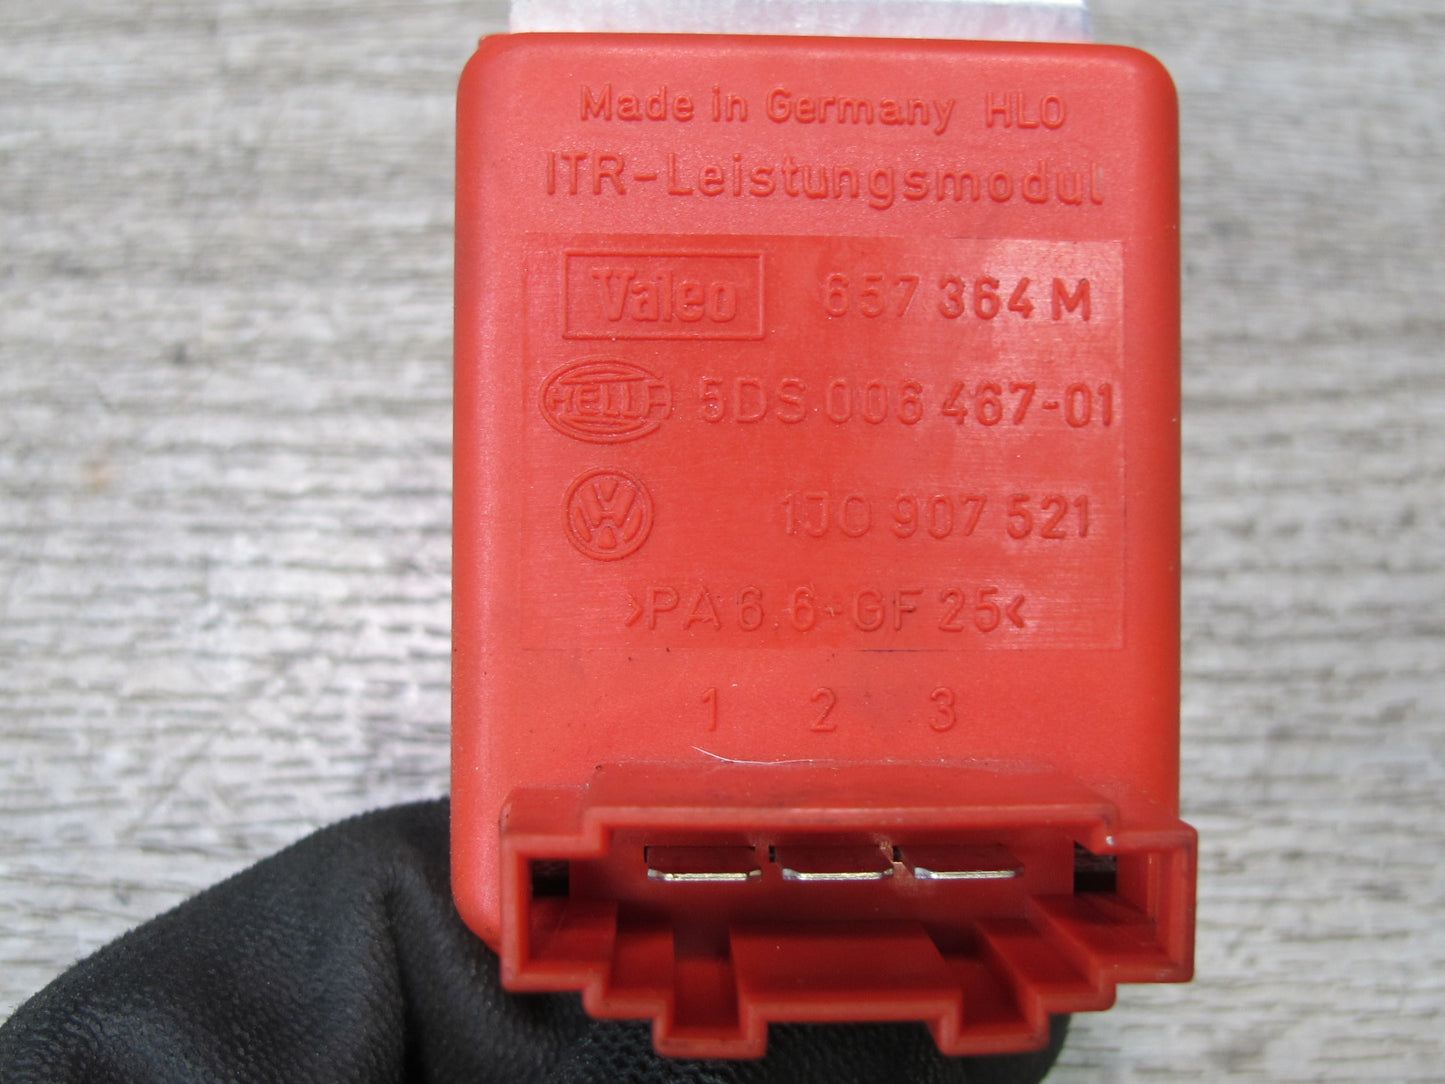 Made in Germany HLO
ITR-Leistungsmodul
Valeo 657 364 M
HELLA 5DS 006 467-01
VW 1J0 907 521
>PA 6.6-GF 25<
1 2 3